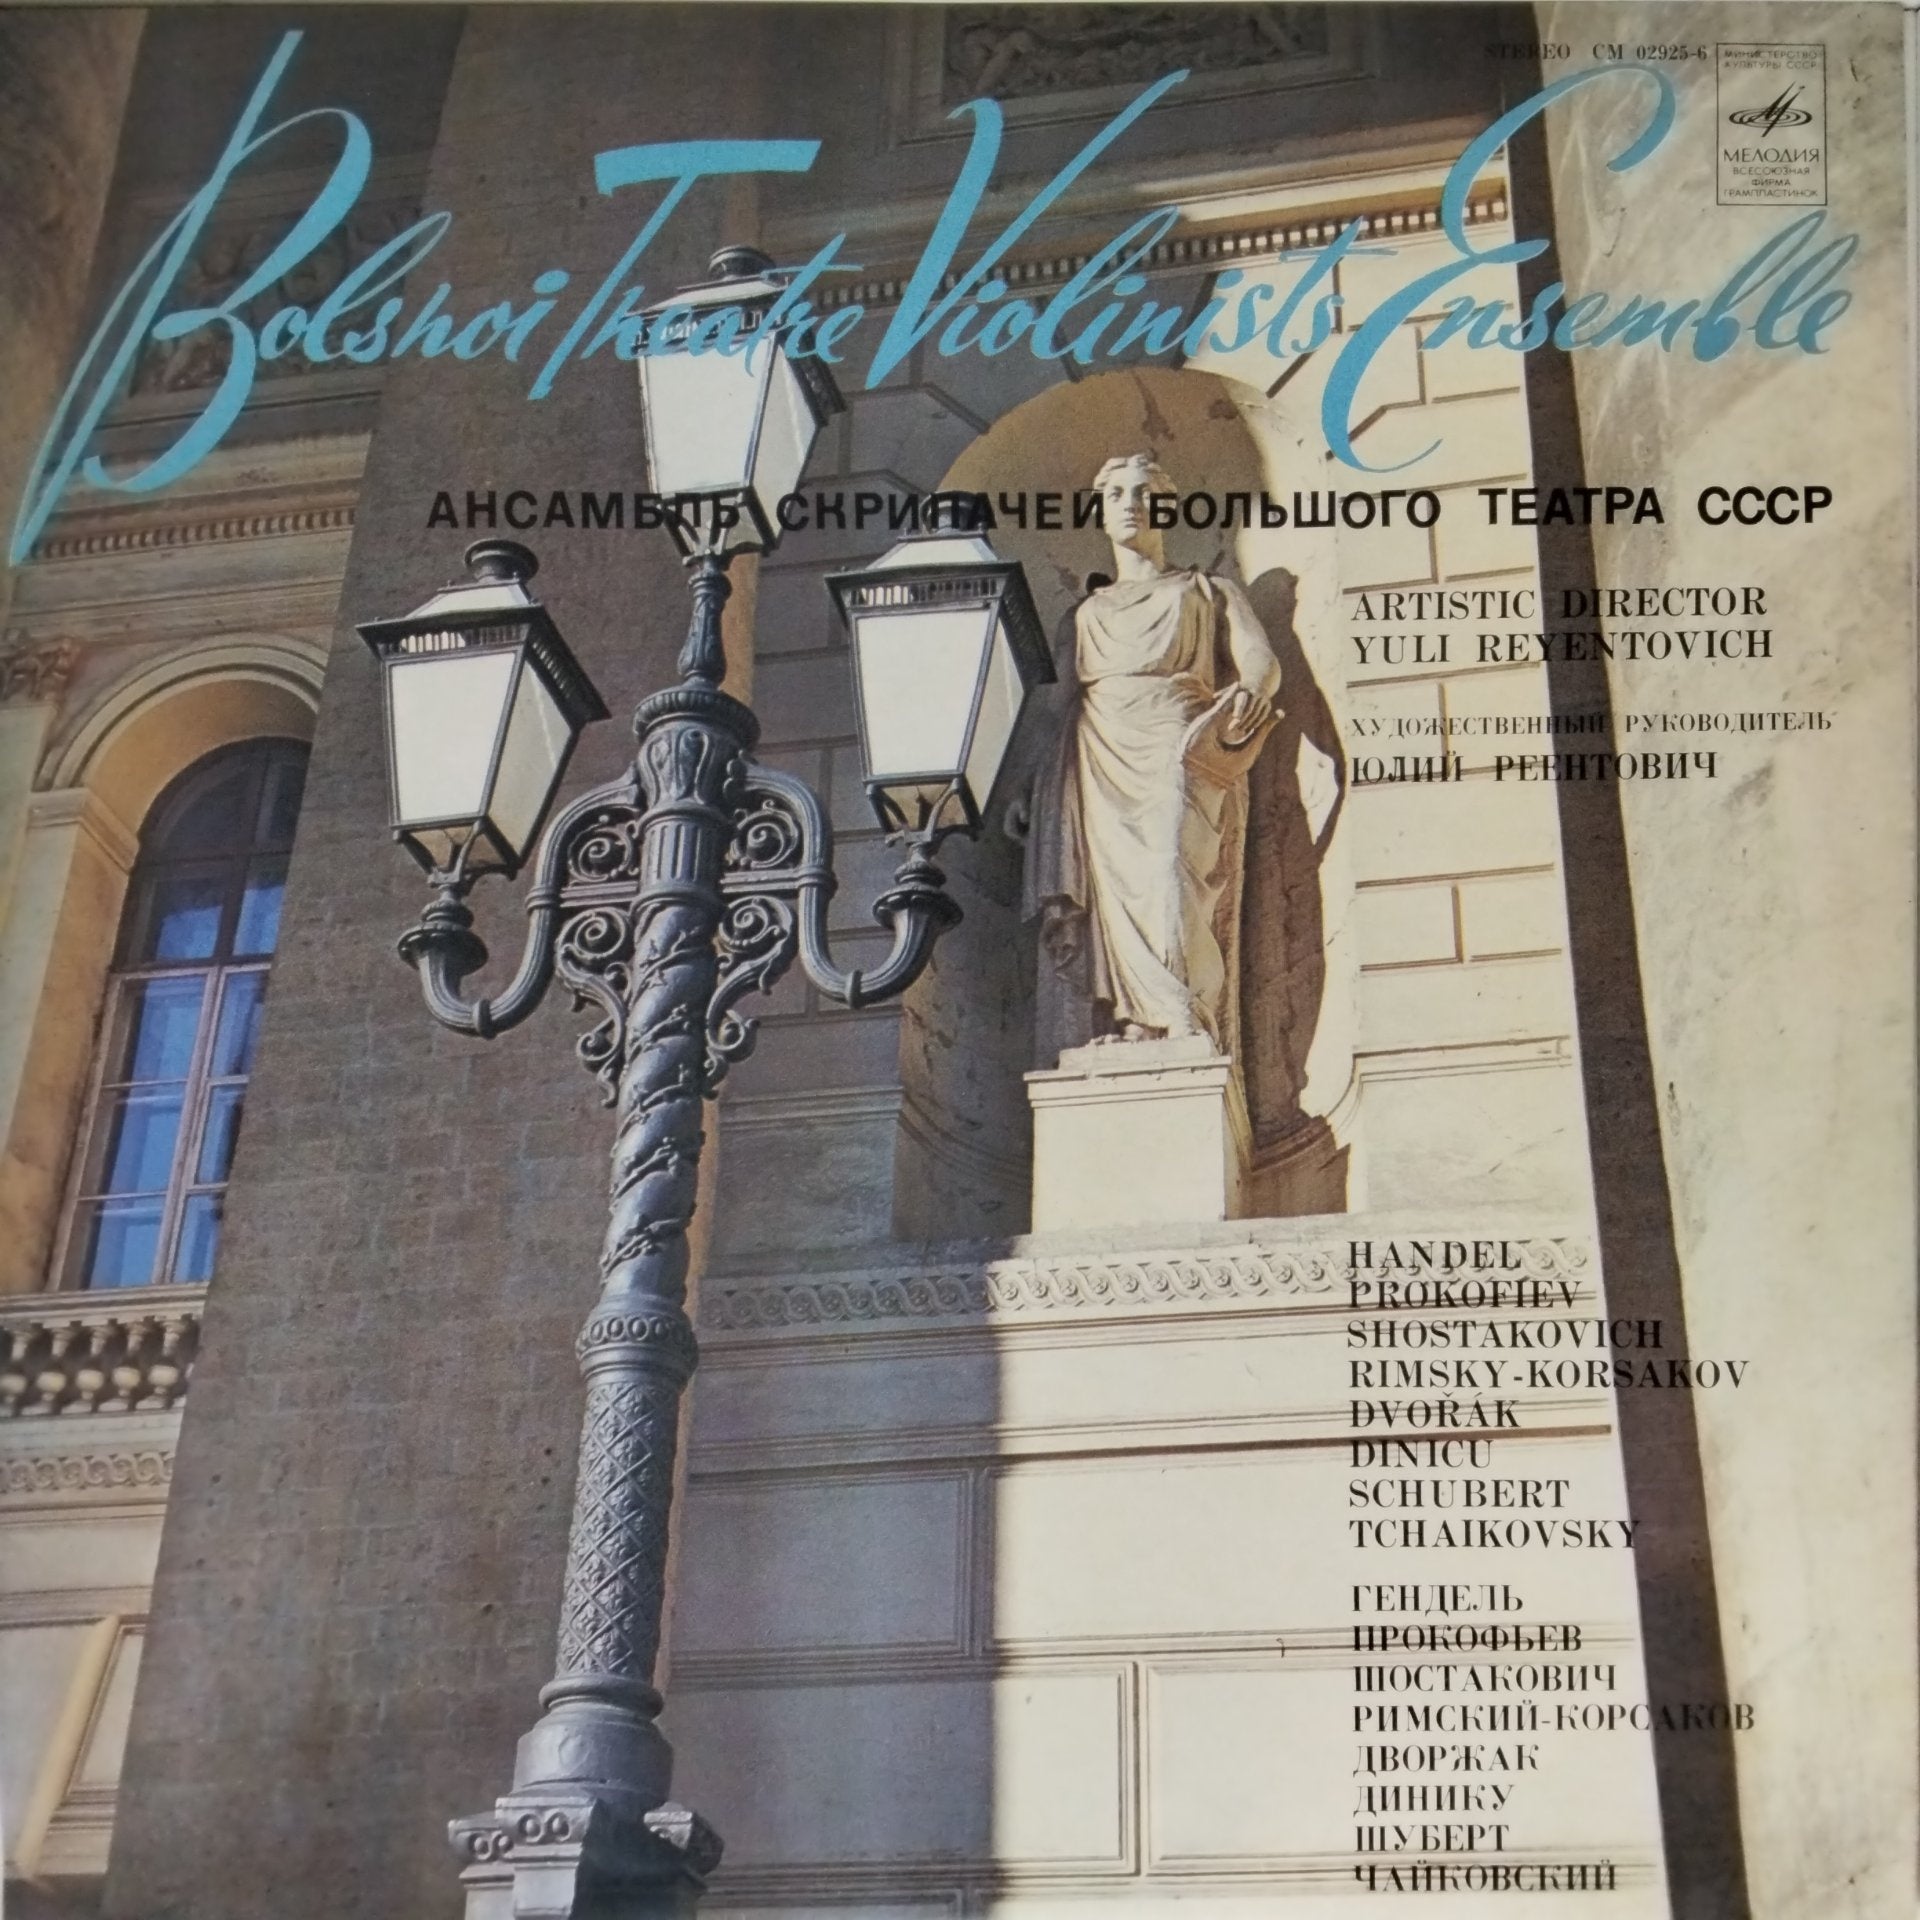 STEREO CM 02925-6
МИНИСТЕРСТВО
КУЛЬТУРЫ СССР
МЕЛОДИЯ
ВСЕСОЮЗНАЯ
ФИРМА
ГРАМПЛАСТИНОК
Bolshoi Theatre Violinists Ensemble
АНСАМБЛЬ СКРИПАЧЕЙ БОЛЬШОГО ТЕАТРА СССР
ARTISTIC DIRECTOR
YULI REYENTOVICH
ХУДОЖЕСТВЕННЫЙ РУКОВОДИТЕЛЬ
ЮЛИЙ РЕЕНТОВИЧ
HANDEL
PROKOFIEV
SHOSTAKOVICH
RIMSKY-KORSAKOV
DVOŘÁK
DINICU
SCHUBERT
TCHAIKOVSKY
ГЕНДЕЛЬ
ПРОКОФЬЕВ
ШОСТАКОВИЧ
РИМСКИЙ-КОРСАКОВ
ДВОРЖАК
ДИНИКУ
ШУБЕРТ
ЧАЙКОВСКИЙ